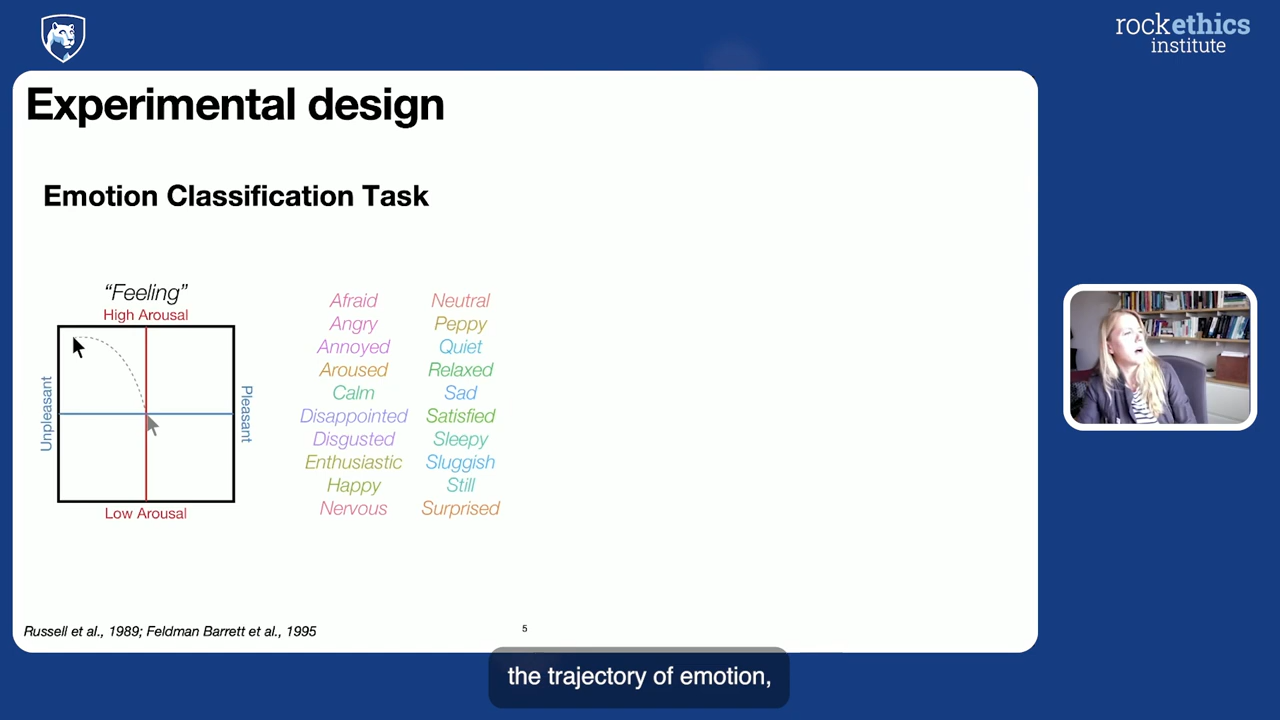 rockethics
institute
Experimental design
Emotion Classification Task
“Feeling”
High Arousal
Unpleasant
Pleasant
Low Arousal
Afraid
Angry
Annoyed
Aroused
Calm
Disappointed
Disgusted
Enthusiastic
Happy
Nervous
Neutral
Peppy
Quiet
Relaxed
Sad
Satisfied
Sleepy
Sluggish
Still
Surprised
Russell et al., 1989; Feldman Barrett et al., 1995
5
the trajectory of emotion,